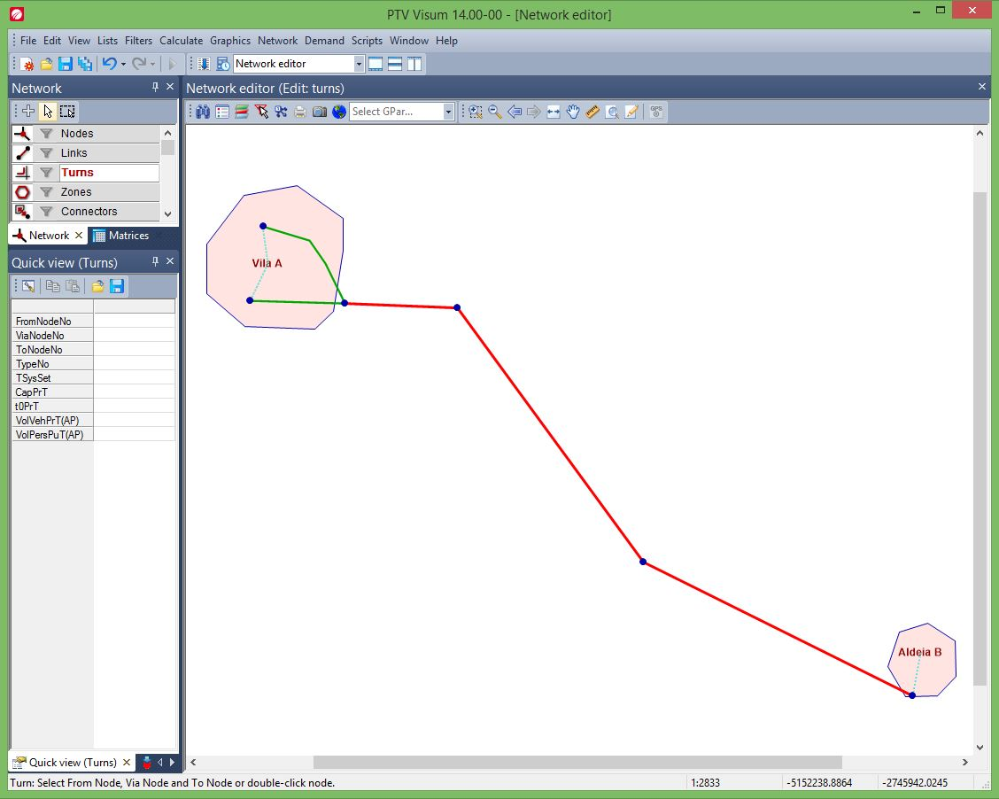 PTV Visum 14.00-00 - [Network editor]
File Edit View Lists Filters Calculate Graphics Network Demand Scripts Window Help
Network editor
Network
Network editor (Edit: turns)
Select GPar...
GPS
Nodes
Links
Turns
Zones
Connectors
Network
Matrices
Quick view (Turns)
FromNodeNo
ViaNodeNo
ToNodeNo
TypeNo
TSysSet
CapPrT
t0PrT
VolVehPrT(AP)
VolPersPuT(AP)
Vila A
Aldeia B
Quick view (Turns)
Turn: Select From Node, Via Node and To Node or double-click node.
1:2833
-5152238.8864
-2745942.0245